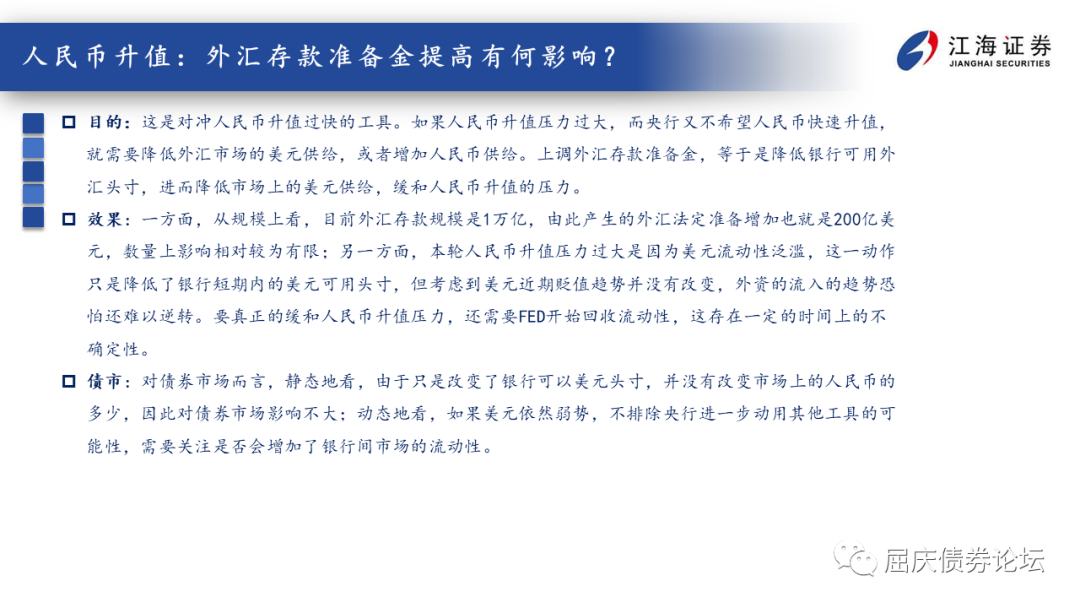 人民币升值：外汇存款准备金提高有何影响？
江海证券
JIANGHAI SECURITIES
目的：这是对冲人民币升值过快的工具。如果人民币升值压力过大，而央行又不希望人民币快速升值，
就需要降低外汇市场的美元供给，或者增加人民币供给。上调外汇存款准备金，等于是降低银行可用外
汇头寸，进而降低市场上的美元供给，缓和人民币升值的压力。
效果：一方面，从规模上看，目前外汇存款规模是1万亿，由此产生的外汇法定准备增加也就是200亿美
元，数量上影响相对较为有限；另一方面，本轮人民币升值压力过大是因为美元流动性泛滥，这一动作
只是降低了银行短期内的美元可用头寸，但考虑到美元近期贬值趋势并没有改变，外资的流入的趋势恐
怕还难以逆转。要真正的缓和人民币升值压力，还需要FED开始回收流动性，这存在一定的时间上的不
确定性。
债市：对债券市场而言，静态地看，由于只是改变了银行可以美元头寸，并没有改变市场上的人民币的
多少，因此对债券市场影响不大；动态地看，如果美元依然弱势，不排除央行进一步动用其他工具的可
能性，需要关注是否会增加了银行间市场的流动性。
屈庆债券论坛